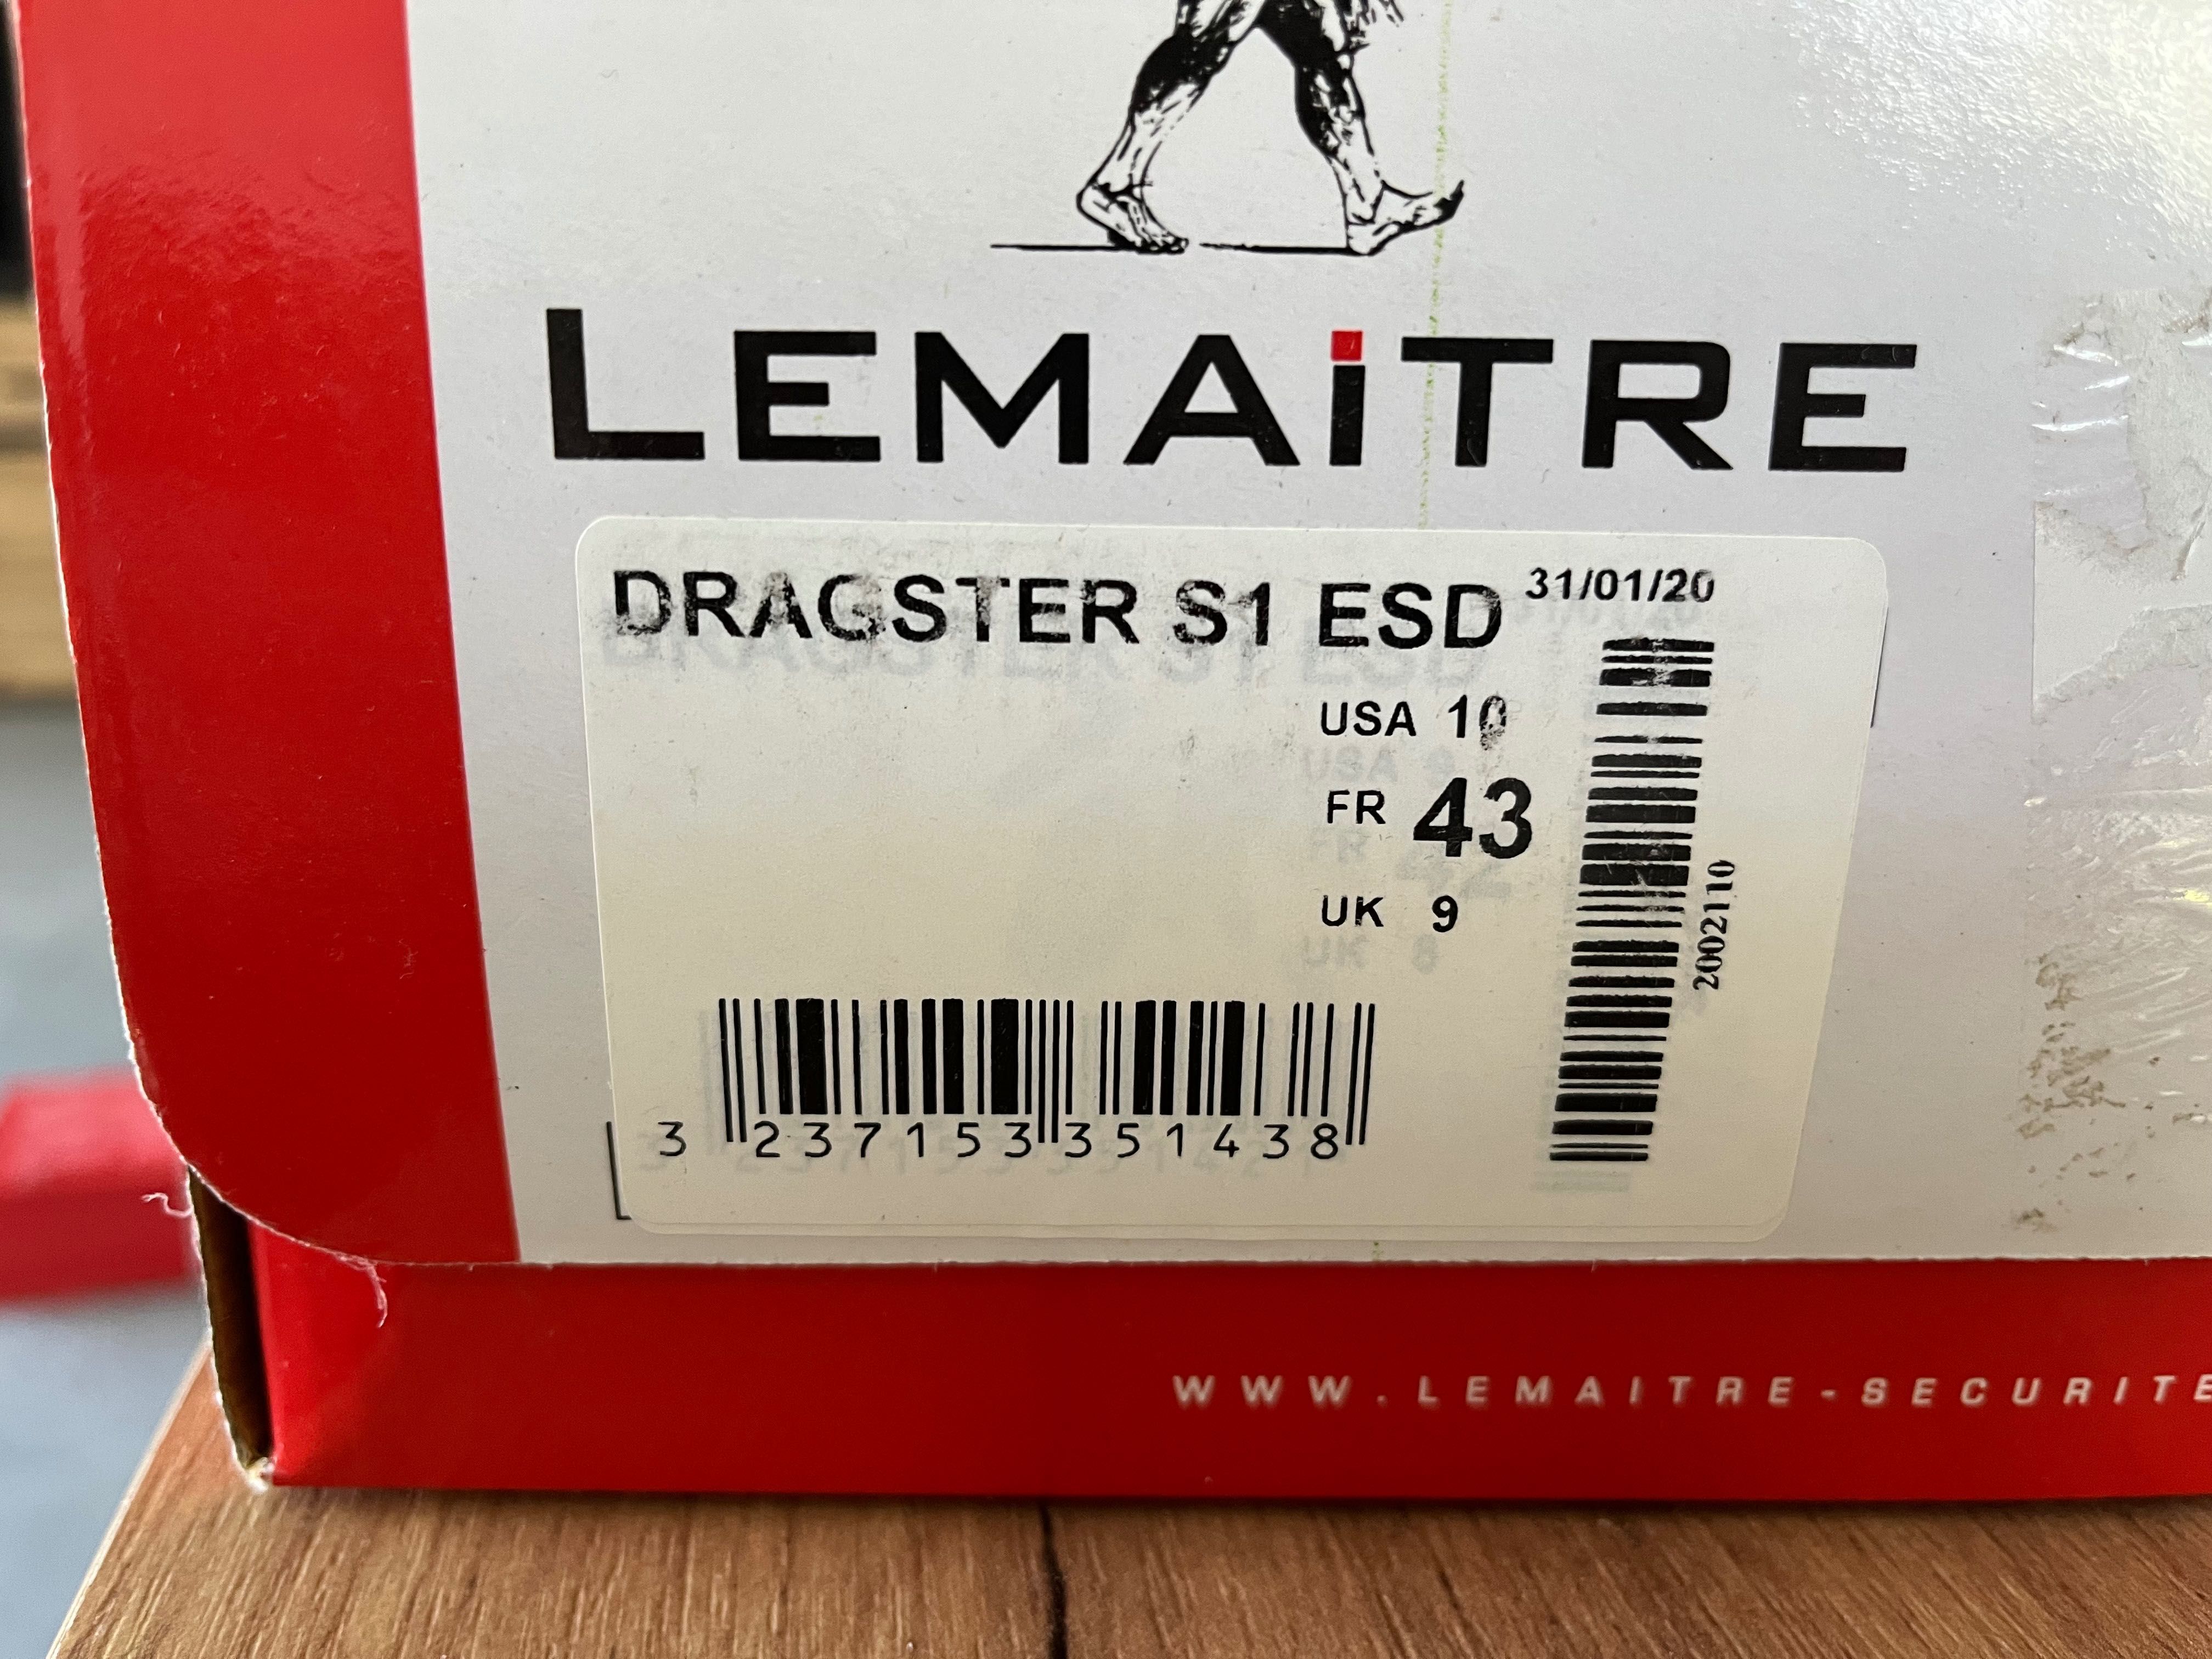 LEMAiTRE
DRAGSTER S1 ESD 31/01/20
USA 10
FR 43
UK 9
2002110
3 237153 351438
WWW.LEMAITRE-SECURITE